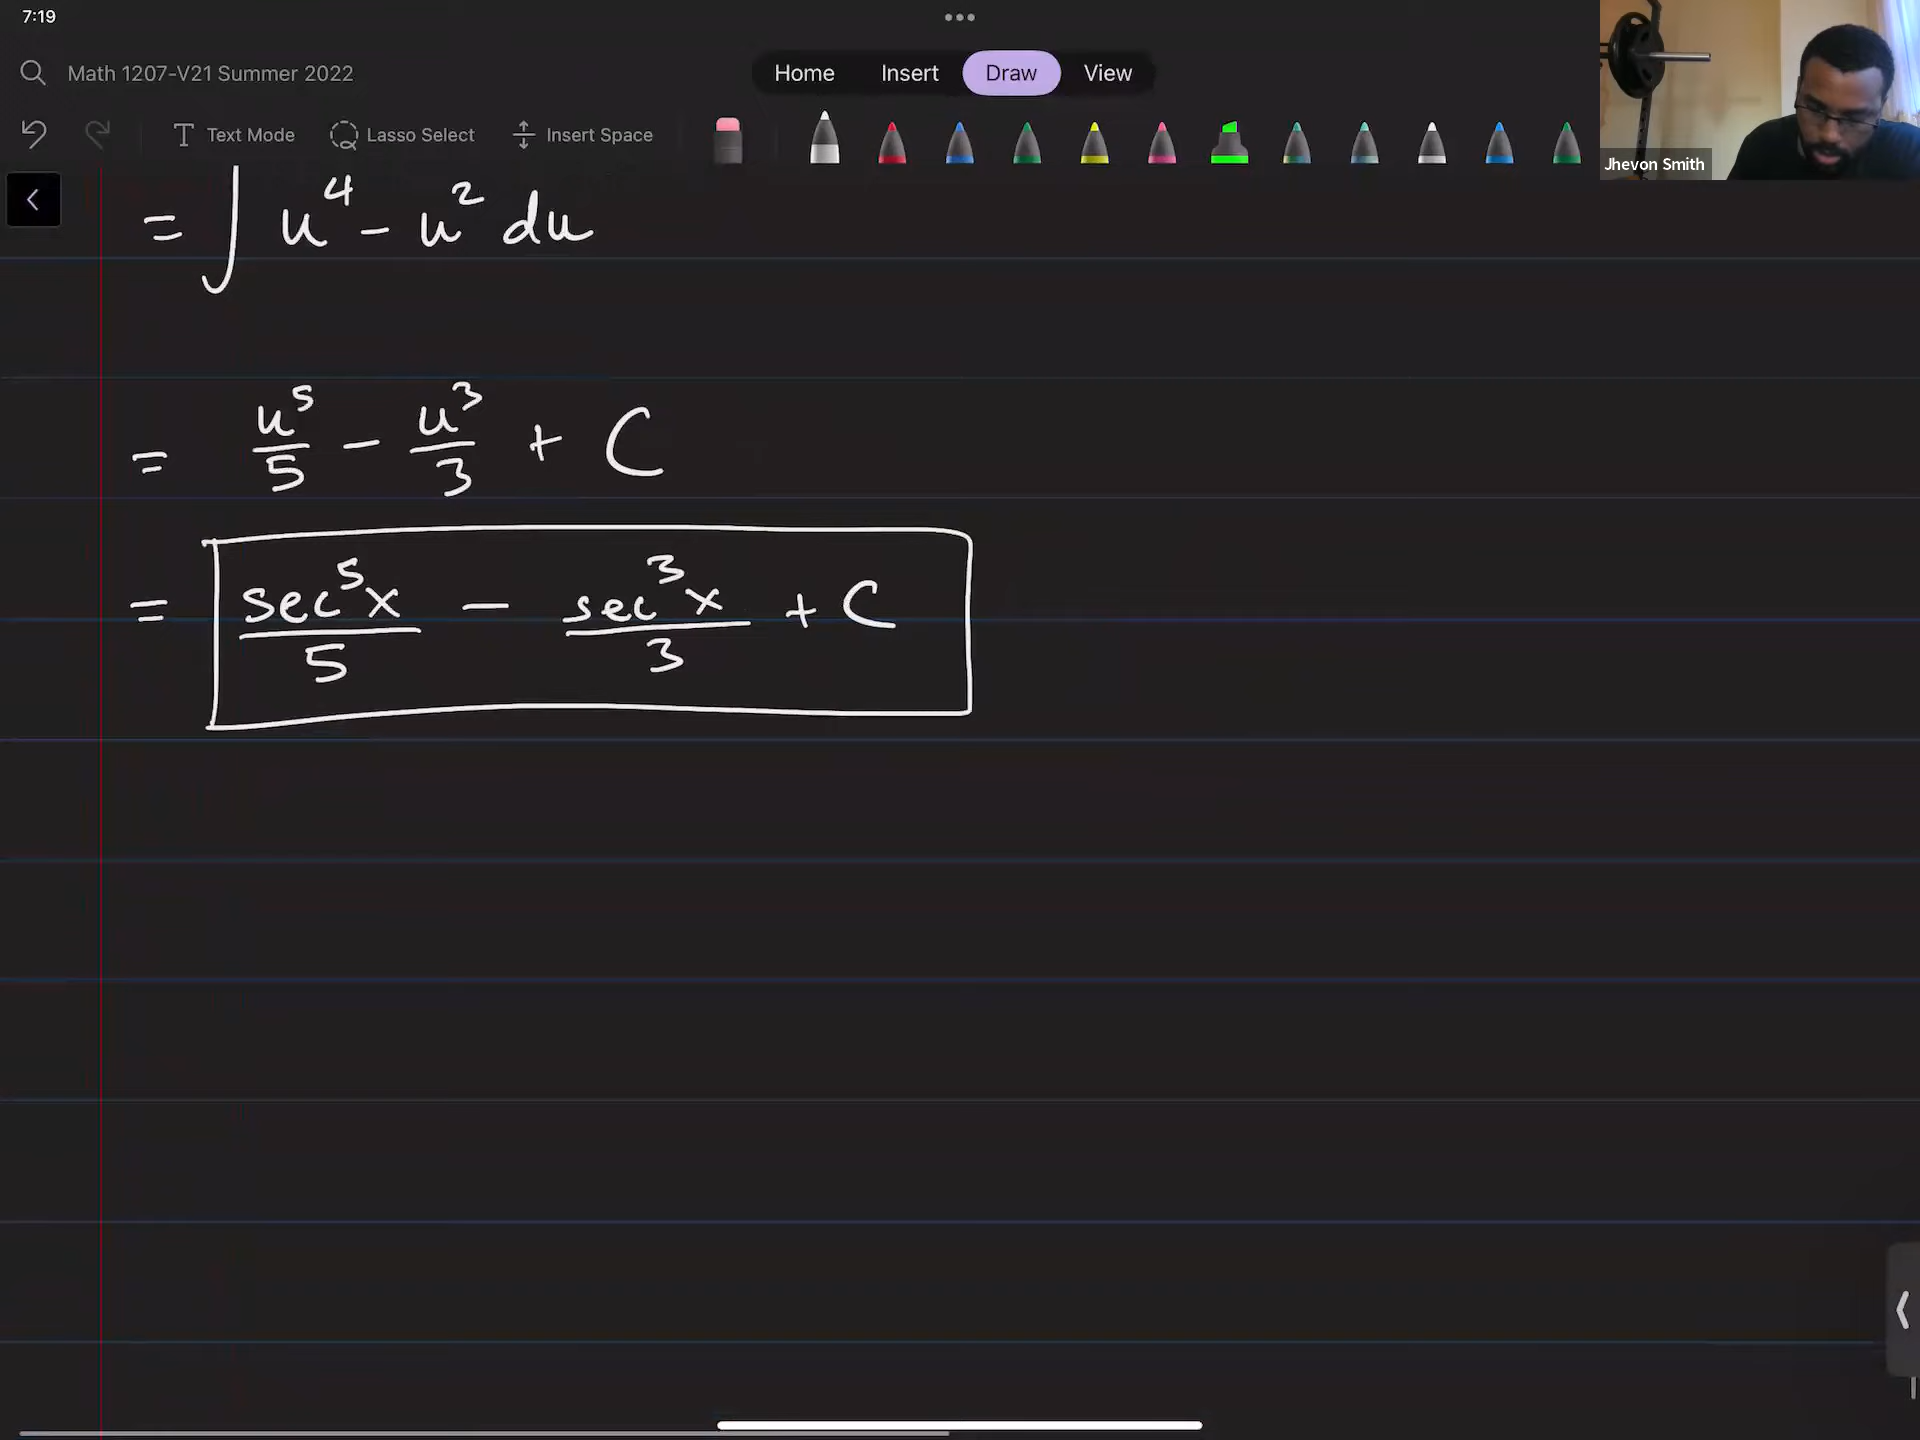 7:19
Math 1207-V21 Summer 2022
Home Insert Draw View
Text Mode Lasso Select Insert Space
Jhevon Smith
= ∫ u⁴ - u² du
= u⁵/5 - u³/3 + C
= sec⁵x/5 - sec³x/3 + C